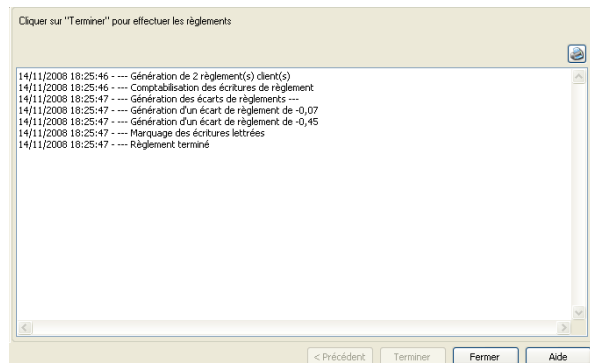 Cliquer sur "Terminer" pour effectuer les règlements
14/11/2008 18:25:46 - --- Génération de 2 règlement(s) client(s)
14/11/2008 18:25:46 - --- Comptabilisation des écritures de règlement
14/11/2008 18:25:47 - --- Génération des écarts de règlements ---
14/11/2008 18:25:47 - --- Génération d'un écart de règlement de -0,07
14/11/2008 18:25:47 - --- Génération d'un écart de règlement de -0,45
14/11/2008 18:25:47 - --- Marquage des écritures lettrées
14/11/2008 18:25:47 - --- Règlement terminé
< Précédent Terminer Fermer Aide